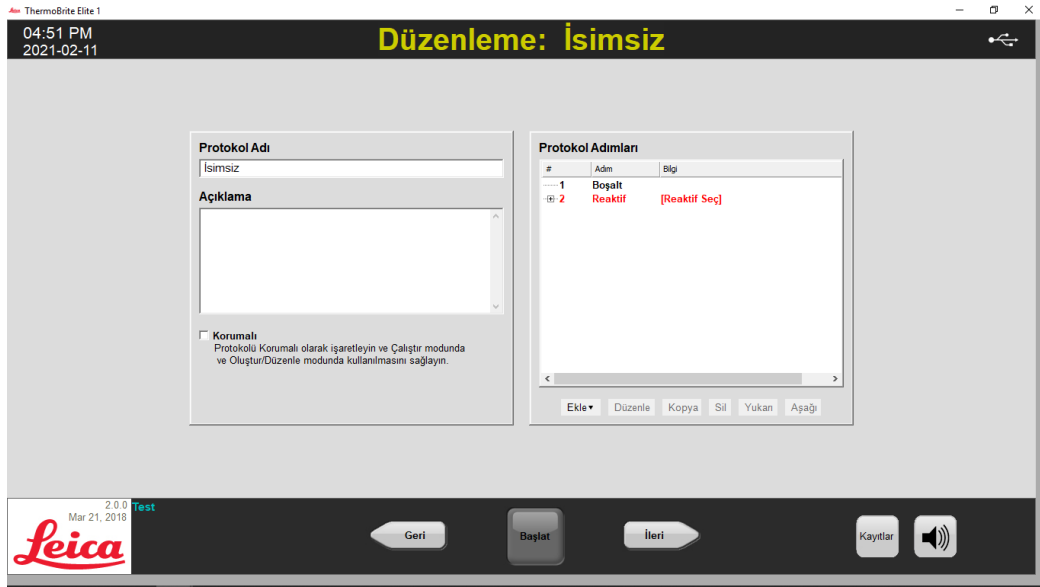 ThermoBrite Elite 1
04:51 PM
2021-02-11
Düzenleme: İsimsiz
Protokol Adı
İsimsiz
Açıklama
Korumalı
Protokolü Korumalı olarak işaretleyin ve Çalıştır modunda
ve Oluştur/Düzenle modunda kullanılmasını sağlayın.
Protokol Adımları
# Adım Bilgi
1 Boşalt
2 Reaktif [Reaktif Seç]
Ekle Düzenle Kopya Sil Yukarı Aşağı
2.0.0
Mar 21, 2018
Test
Leica
Geri
Başlat
İleri
Kayıtlar